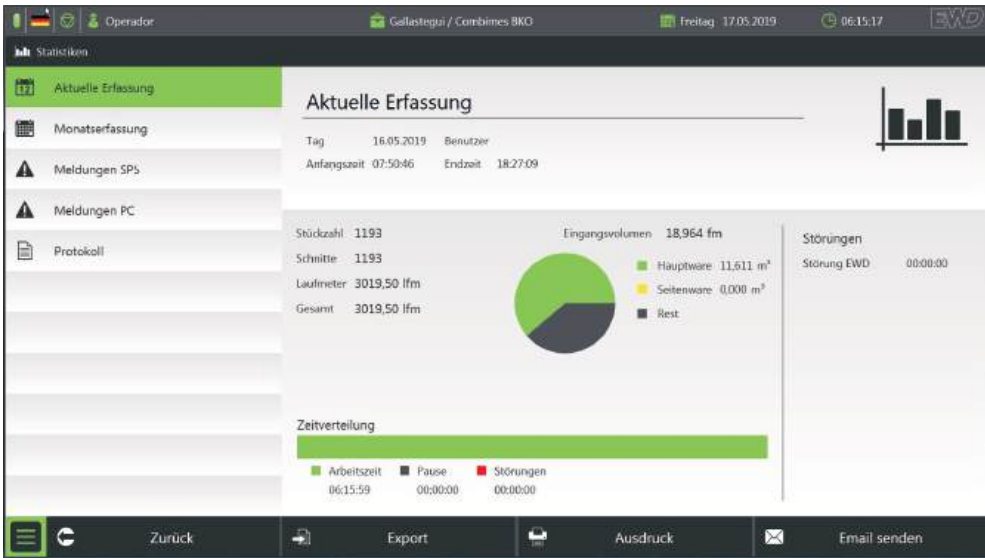 Operador
Gallastegui / Combimes BKO
Freitag 17.05.2019
06:15:17
EWD
Statistiken
12 Aktuelle Erfassung
Monatserfassung
Meldungen SPS
Meldungen PC
Protokoll
Aktuelle Erfassung
Tag 16.05.2019 Benutzer
Anfangszeit 07:50:46 Endzeit 18:27:09
Stückzahl 1193
Schnitte 1193
Laufmeter 3019,50 lfm
Gesamt 3019,50 lfm
Eingangsvolumen 18,964 fm
Hauptware 11,611 m³
Seitenware 0,000 m³
Rest
Störungen
Störung EWD 00:00:00
Zeitverteilung
Arbeitszeit Pause Störungen
06:15:59 00:00:00 00:00:00
Zurück
Export
Ausdruck
Email senden